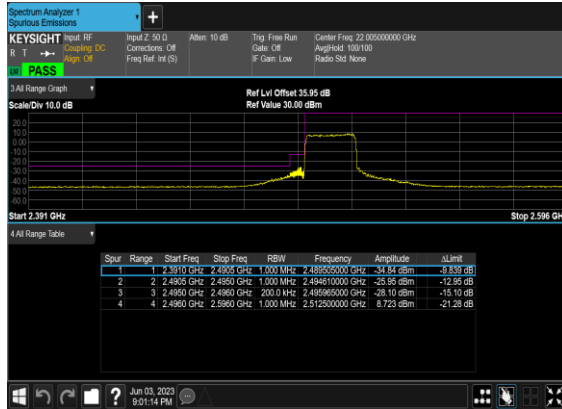 Spectrum Analyzer 1
Spurious Emissions
+
KEYSIGHT Input: RF Input Z: 50 Ω Atten: 10 dB Trig: Free Run Center Freq: 22.005000000 GHz
R T Coupling: DC Corrections: Off Gate: Off Avg|Hold: 100/100
Align: Off Freq Ref: Int (S) IF Gain: Low Radio Std: None
PASS
3 All Range Graph
Ref Lvl Offset 35.95 dB
Scale/Div 10.0 dB Ref Value 30.00 dBm
20.0
10.0
0.00
-10.0
-20.0
-30.0
-40.0
-50.0
-60.0
Start 2.391 GHz Stop 2.596 GH
4 All Range Table
Spur Range Start Freq Stop Freq RBW Frequency Amplitude ΔLimit
1 1 2.3910 GHz 2.4905 GHz 1.000 MHz 2.489505000 GHz -34.84 dBm -9.839 dB
2 2 2.4905 GHz 2.4950 GHz 1.000 MHz 2.494610000 GHz -25.95 dBm -12.95 dB
3 3 2.4950 GHz 2.4960 GHz 200.0 kHz 2.495965000 GHz -28.10 dBm -15.10 dB
4 4 2.4960 GHz 2.5960 GHz 1.000 MHz 2.512500000 GHz 8.723 dBm -21.28 dB
? Jun 03, 2023
9:01:14 PM